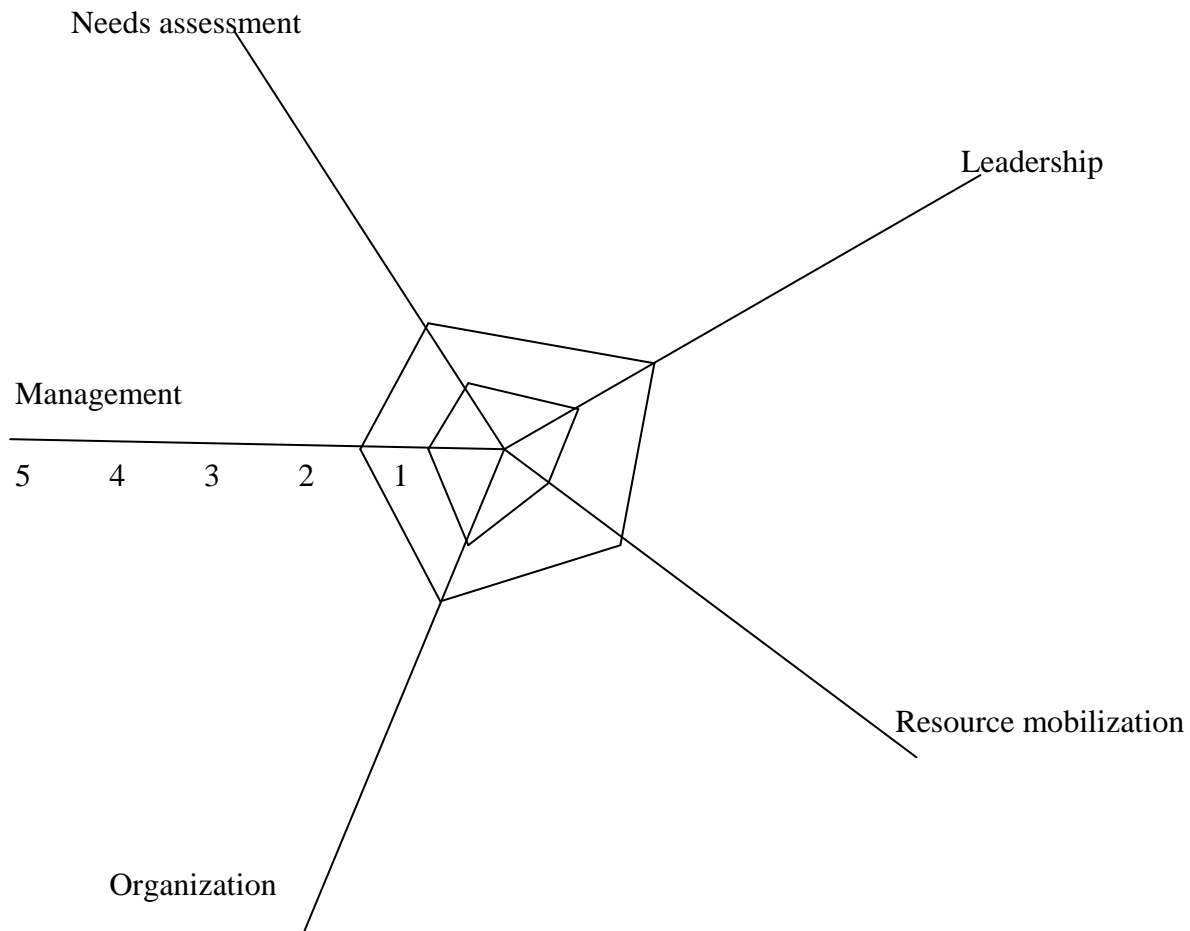 Needs assessment
Leadership
Management
5 4 3 2 1
Resource mobilization
Organization